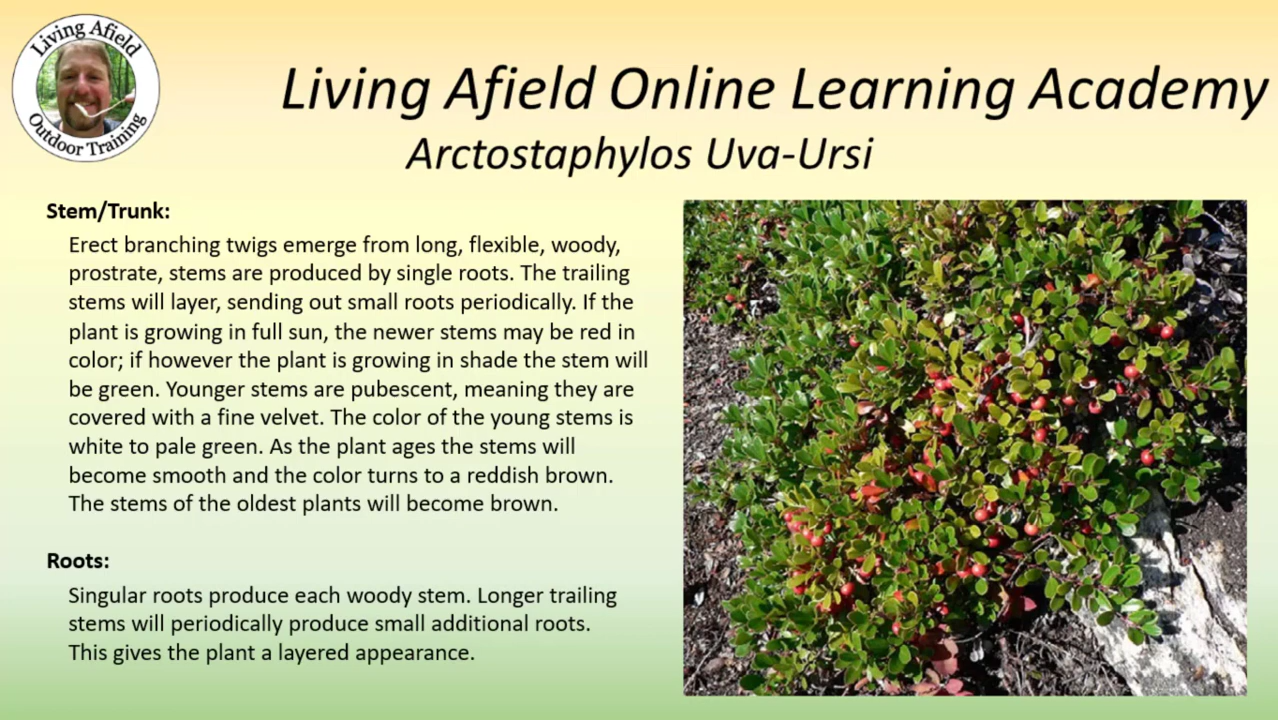 Living Afield
Outdoor Training
Living Afield Online Learning Academy
Arctostaphylos Uva-Ursi
Stem/Trunk:
Erect branching twigs emerge from long, flexible, woody,
prostrate, stems are produced by single roots. The trailing
stems will layer, sending out small roots periodically. If the
plant is growing in full sun, the newer stems may be red in
color; if however the plant is growing in shade the stem will
be green. Younger stems are pubescent, meaning they are
covered with a fine velvet. The color of the young stems is
white to pale green. As the plant ages the stems will
become smooth and the color turns to a reddish brown.
The stems of the oldest plants will become brown.
Roots:
Singular roots produce each woody stem. Longer trailing
stems will periodically produce small additional roots.
This gives the plant a layered appearance.